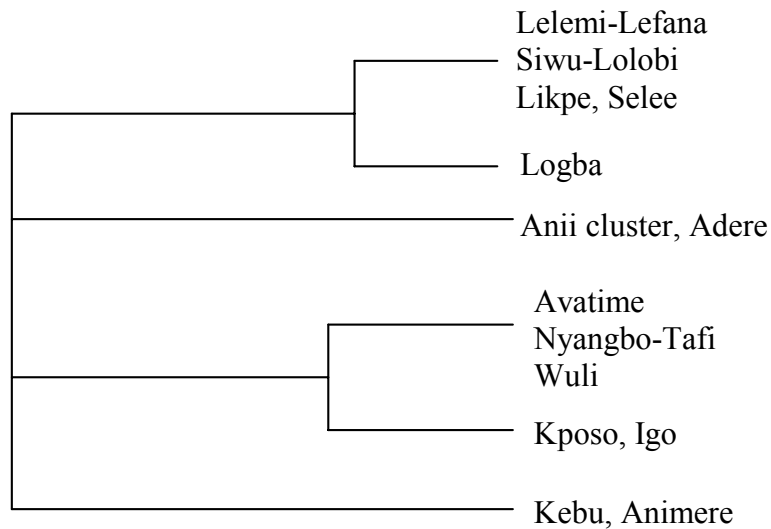 Lelemi-Lefana
Siwu-Lolobi
Likpe, Selee
Logba
Anii cluster, Adere
Avatime
Nyangbo-Tafi
Wuli
Kposo, Igo
Kebu, Animere